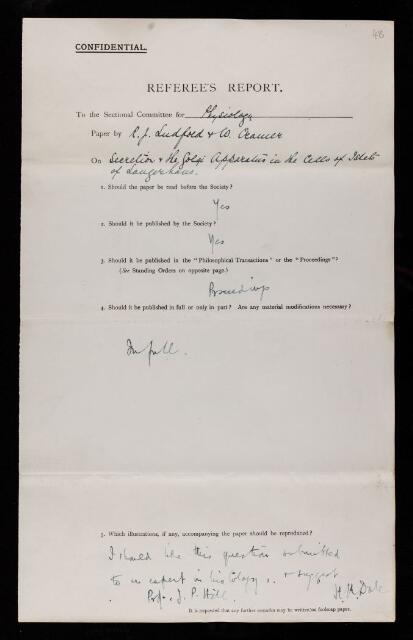 48
CONFIDENTIAL.
REFEREE'S REPORT.
To the Sectional Committee for Physiology
Paper by R. J. Ludford & W. Cramer
On Secretion & the Golgi Apparatus in the Cells of Islets
of Langerhans.
1. Should the paper be read before the Society?
Yes
2. Should it be published by the Society?
Yes
3. Should it be published in the "Philosophical Transactions" or the "Proceedings"?
(See Standing Orders on opposite page.)
Proceedings
4. Should it be published in full or only in part? Are any material modifications necessary?
In full.
5. Which illustrations, if any, accompanying the paper should be reproduced?
I should like this question submitted
to an expert in histology, & suggest
Prof. J. P. Hill.
H. H. Dale
It is requested that any further remarks may be written on foolscap paper.